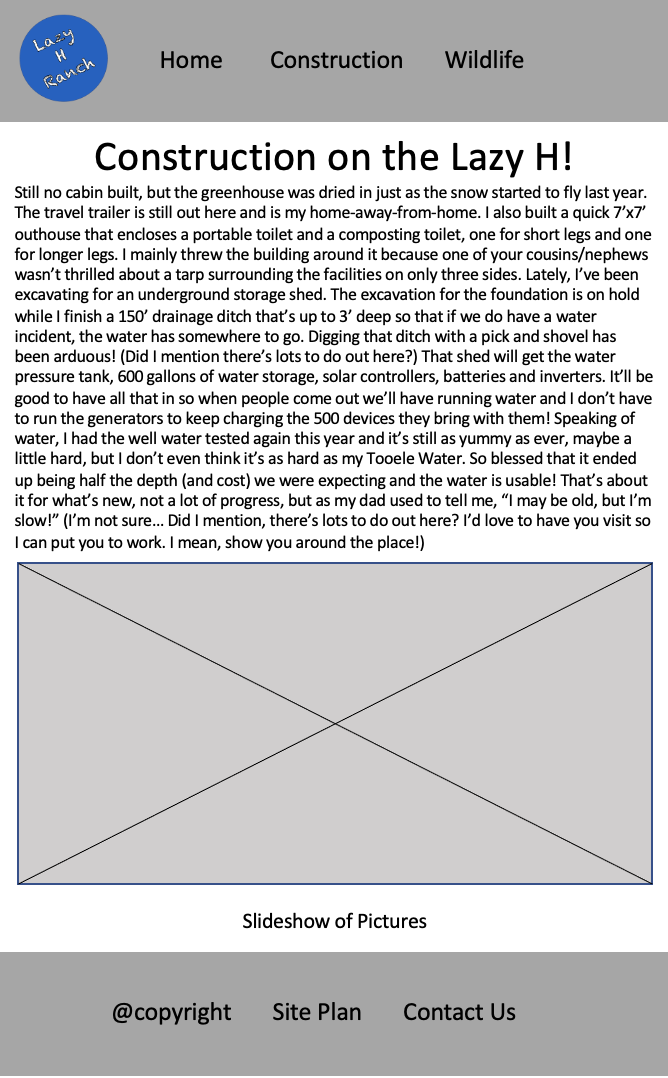 Lazy
H
Ranch
Home Construction Wildlife
Construction on the Lazy H!
Still no cabin built, but the greenhouse was dried in just as the snow started to fly last year.
The travel trailer is still out here and is my home-away-from-home. I also built a quick 7’x7’
outhouse that encloses a portable toilet and a composting toilet, one for short legs and one
for longer legs. I mainly threw the building around it because one of your cousins/nephews
wasn’t thrilled about a tarp surrounding the facilities on only three sides. Lately, I’ve been
excavating for an underground storage shed. The excavation for the foundation is on hold
while I finish a 150’ drainage ditch that’s up to 3’ deep so that if we do have a water
incident, the water has somewhere to go. Digging that ditch with a pick and shovel has
been arduous! (Did I mention there’s lots to do out here?) That shed will get the water
pressure tank, 600 gallons of water storage, solar controllers, batteries and inverters. It’ll be
good to have all that in so when people come out we’ll have running water and I don’t have
to run the generators to keep charging the 500 devices they bring with them! Speaking of
water, I had the well water tested again this year and it’s still as yummy as ever, maybe a
little hard, but I don’t even think it’s as hard as my Tooele Water. So blessed that it ended
up being half the depth (and cost) we were expecting and the water is usable! That’s about
it for what’s new, not a lot of progress, but as my dad used to tell me, “I may be old, but I’m
slow!” (I’m not sure… Did I mention, there’s lots to do out here? I’d love to have you visit so
I can put you to work. I mean, show you around the place!)
Slideshow of Pictures
@copyright Site Plan Contact Us